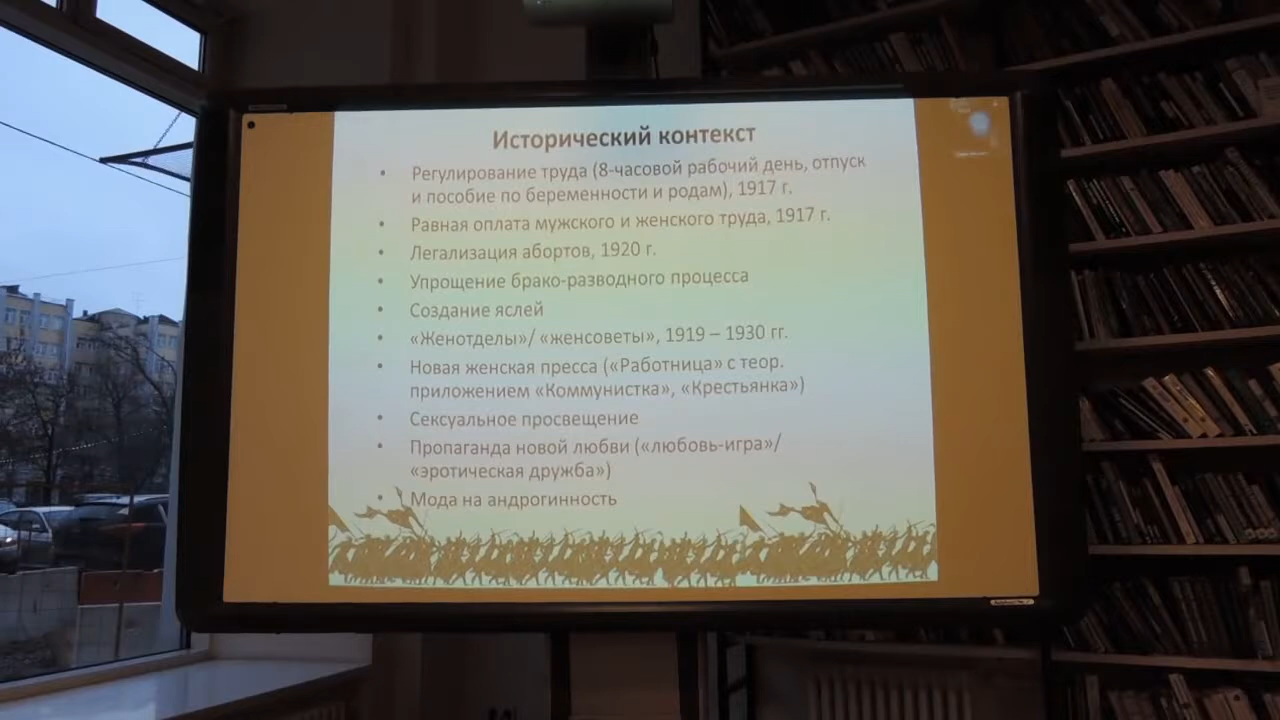 Исторический контекст
• Регулирование труда (8-часовой рабочий день, отпуск
и пособие по беременности и родам), 1917 г.
• Равная оплата мужского и женского труда, 1917 г.
• Легализация абортов, 1920 г.
• Упрощение брако-разводного процесса
• Создание яслей
• «Женотделы»/ «женсоветы», 1919 – 1930 гг.
• Новая женская пресса («Работница» с теор.
приложением «Коммунистка», «Крестьянка»)
• Сексуальное просвещение
• Пропаганда новой любви («любовь-игра»/
«эротическая дружба»)
• Мода на андрогинность